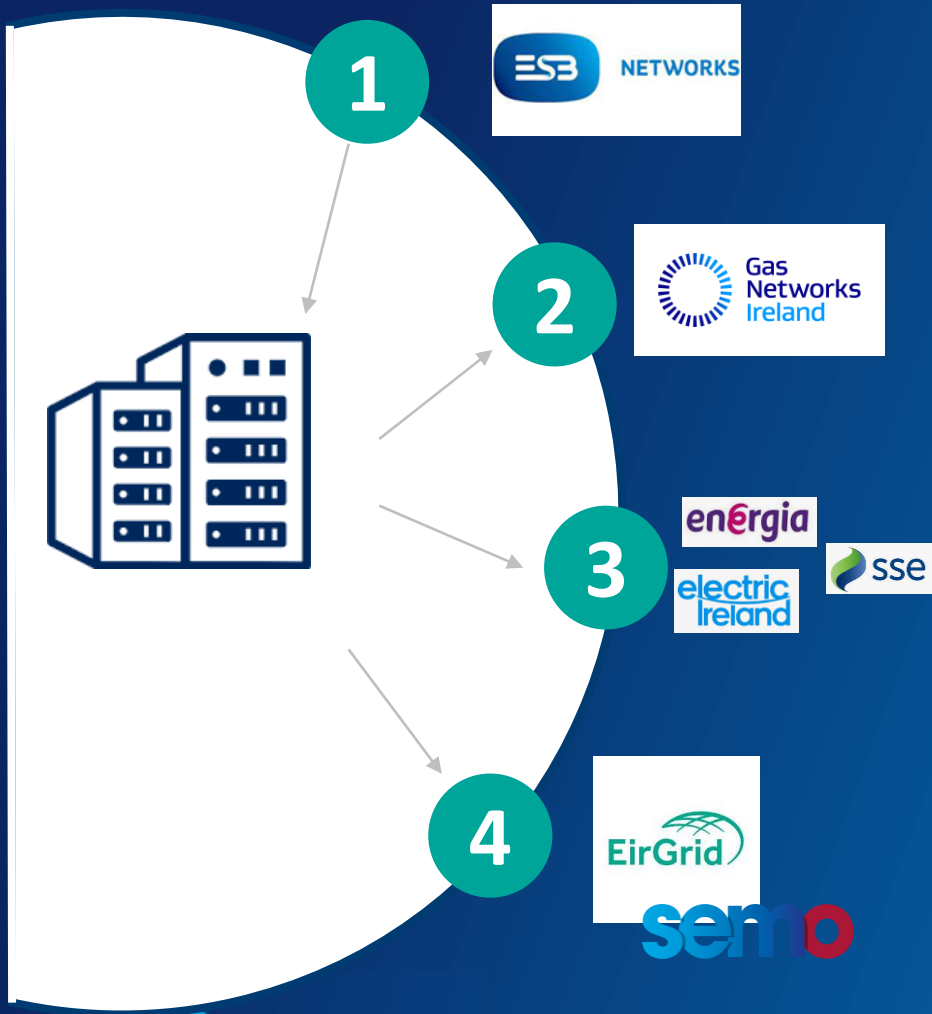 1
ESB NETWORKS
2
Gas
Networks
Ireland
3
energia
sse
electric
Ireland
4
EirGrid
semo